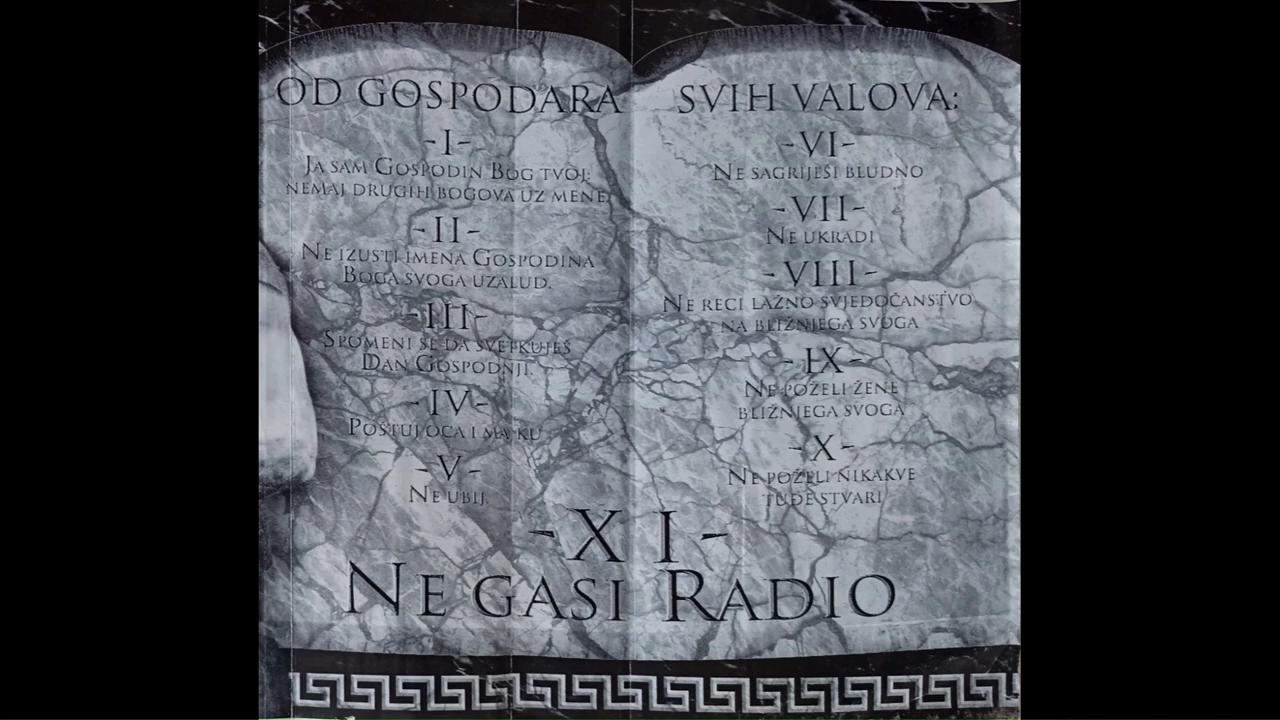 OD GOSPODARA SVIH VALOVA:
-I-
JA SAM GOSPODIN BOG TVOJ:
NEMAJ DRUGIH BOGOVA UZ MENE.
-II-
NE IZUSTI IMENA GOSPODINA
BOGA SVOGA UZALUD.
-III-
SPOMENI SE DA SVETKUJEŠ
DAN GOSPODNJI.
-IV-
POŠTUJ OCA I MAJKU
-V-
NE UBIJ.
-VI-
NE SAGRIJEŠI BLUDNO
-VII-
NE UKRADI
-VIII-
NE RECI LAŽNO SVJEDOČANSTVO
NA BLIŽNJEGA SVOGA
-IX-
NE POŽELI ŽENE
BLIŽNJEGA SVOGA
-X-
NE POŽELI NIKAKVE
TUĐE STVARI
-XI-
NE GASI RADIO